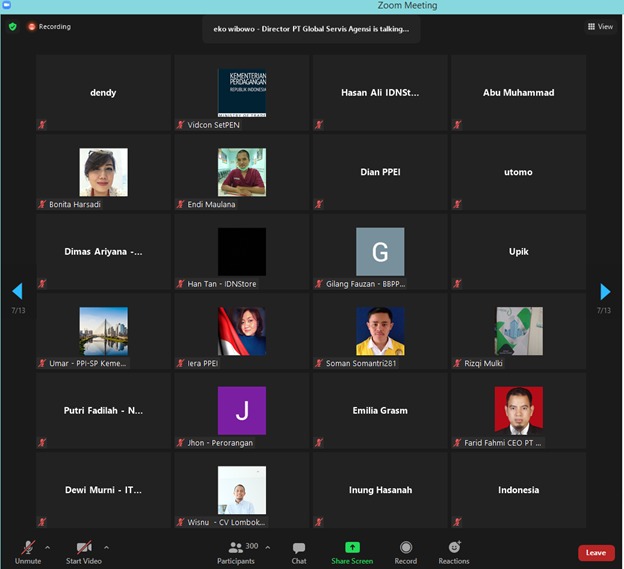 Zoom Meeting
Recording
eko wibowo - Director PT Global Servis Agensi is talking...
View
dendy
KEMENTERIAN
PERDAGANGAN
REPUBLIK INDONESIA
MINISTRY OF TRADE
Vidcon SetPEN
Hasan Ali IDNSt...
Abu Muhammad
Bonita Harsadi
Endi Maulana
Dian PPEI
utomo
Dimas Ariyana -...
Han Tan - IDNStore
G
Gilang Fauzan - BBPP...
Upik
7/13
7/13
Umar - PPI-SP Keme...
lera PPEI
Soman Somantri281
Rizqi Mulki
Putri Fadilah - N...
J
Jhon - Perorangan
Emilia Grasm
Farid Fahmi CEO PT ...
Dewi Murni - IT...
Wisnu - CV Lombok...
Inung Hasanah
Indonesia
Unmute
Start Video
Participants
300
Chat
Share Screen
Record
Reactions
Leave